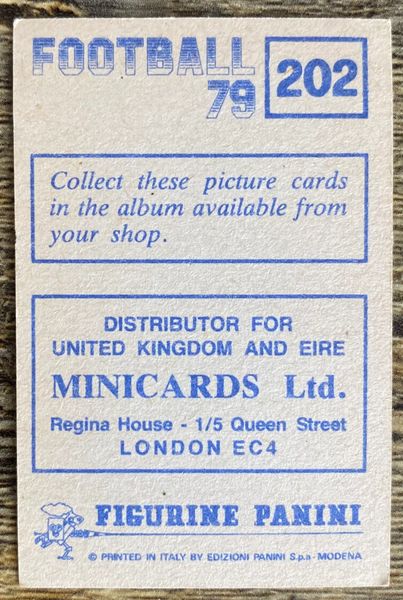 FOOTBALL
79
202
Collect these picture cards
in the album available from
your shop.
DISTRIBUTOR FOR
UNITED KINGDOM AND EIRE
MINICARDS Ltd.
Regina House - 1/5 Queen Street
LONDON EC4
FIGURINE PANINI
© PRINTED IN ITALY BY EDIZIONI PANINI S.p.a - MODENA